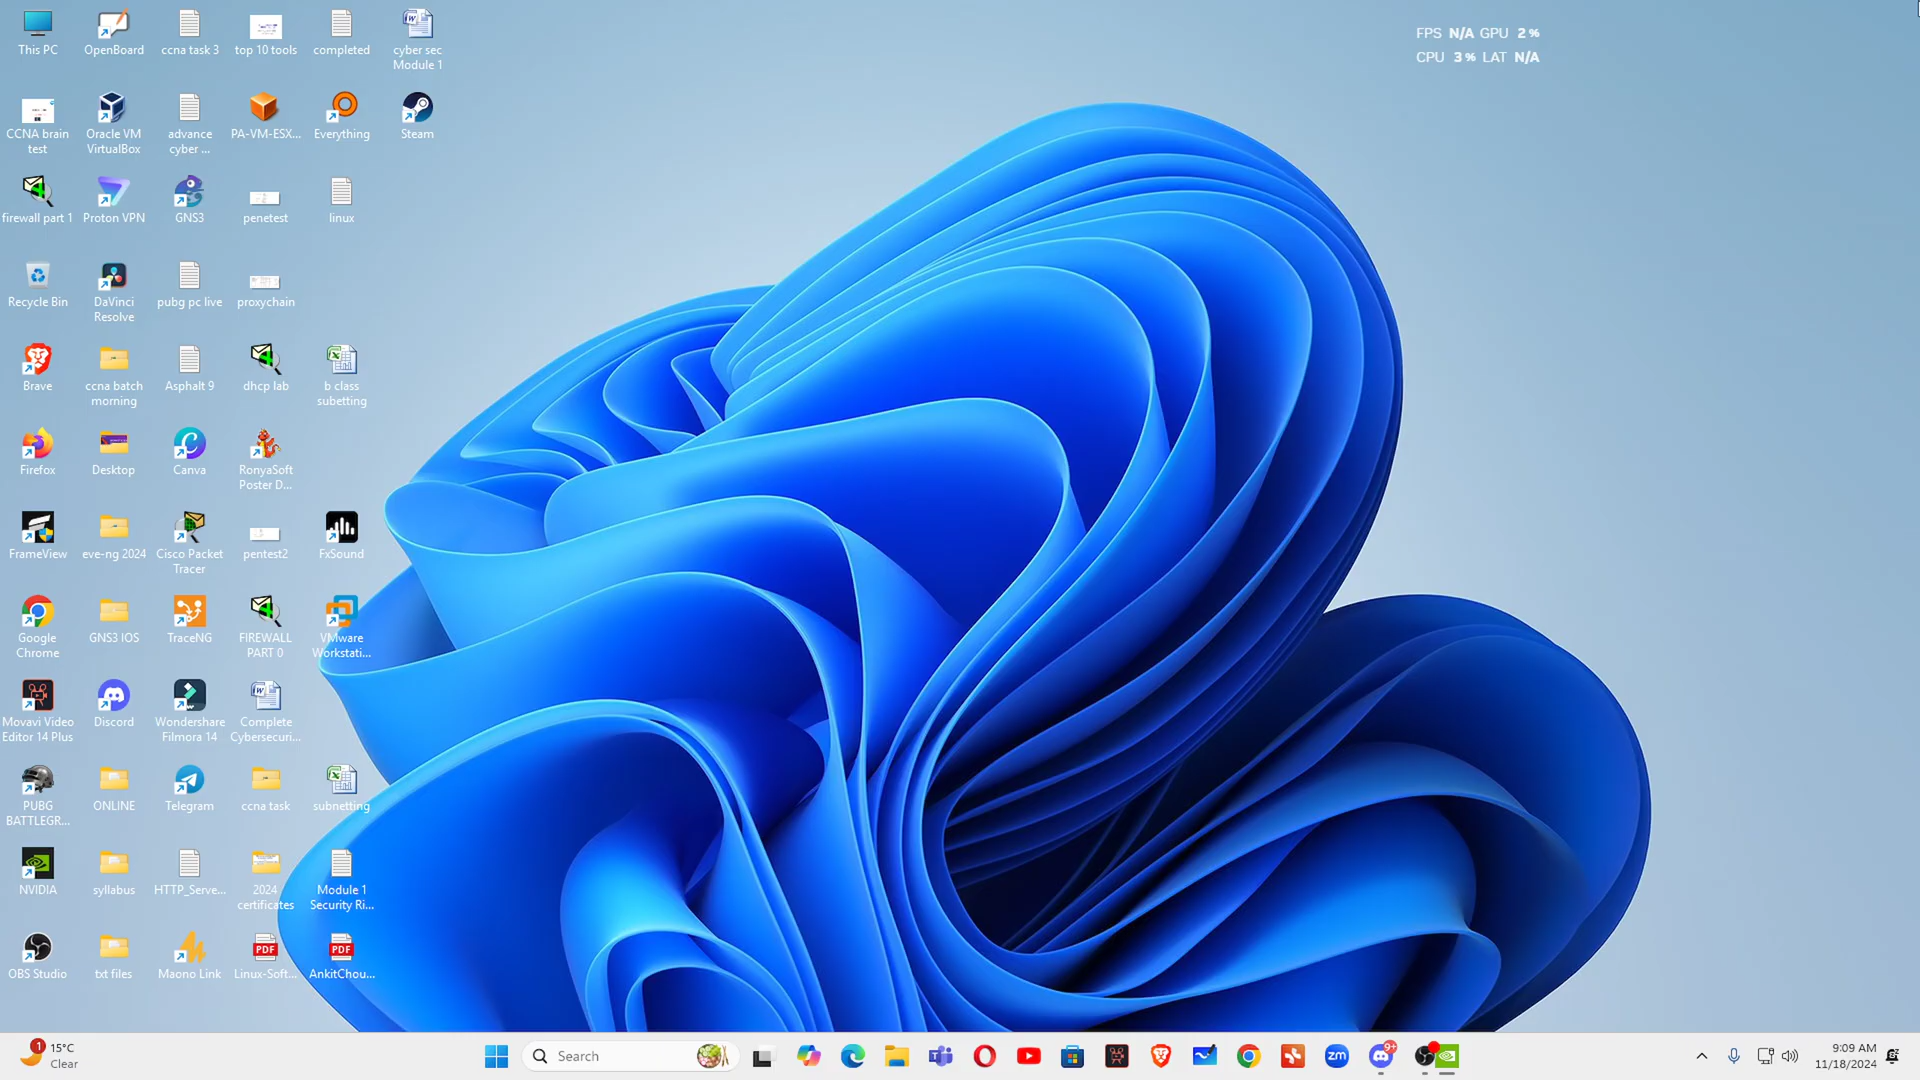 This PC
OpenBoard
ccna task 3
top 10 tools
completed
cyber sec
Module 1
FPS N/A GPU 2 %
CPU 3 % LAT N/A
CCNA brain
test
Oracle VM
VirtualBox
advance
cyber ...
PA-VM-ESX...
Everything
Steam
firewall part 1
Proton VPN
GNS3
penetest
linux
Recycle Bin
DaVinci
Resolve
pubg pc live
proxychain
Brave
ccna batch
morning
Asphalt 9
dhcp lab
b class
subetting
Firefox
Desktop
Canva
RonyaSoft
Poster D...
FrameView
eve-ng 2024
Cisco Packet
Tracer
pentest2
FxSound
Google
Chrome
GNS3 IOS
TraceNG
FIREWALL
PART 0
VMware
Workstati...
Movavi Video
Editor 14 Plus
Discord
Wondershare
Filmora 14
Complete
Cybersecuri...
PUBG
BATTLEGR...
ONLINE
Telegram
ccna task
subnetting
NVIDIA
syllabus
HTTP_Serve...
2024
certificates
Module 1
Security Ri...
OBS Studio
txt files
Maono Link
PDF
Linux-Soft...
PDF
AnkitChou...
1
15°C
Clear
Search
zm
9+
9:09 AM
11/18/2024